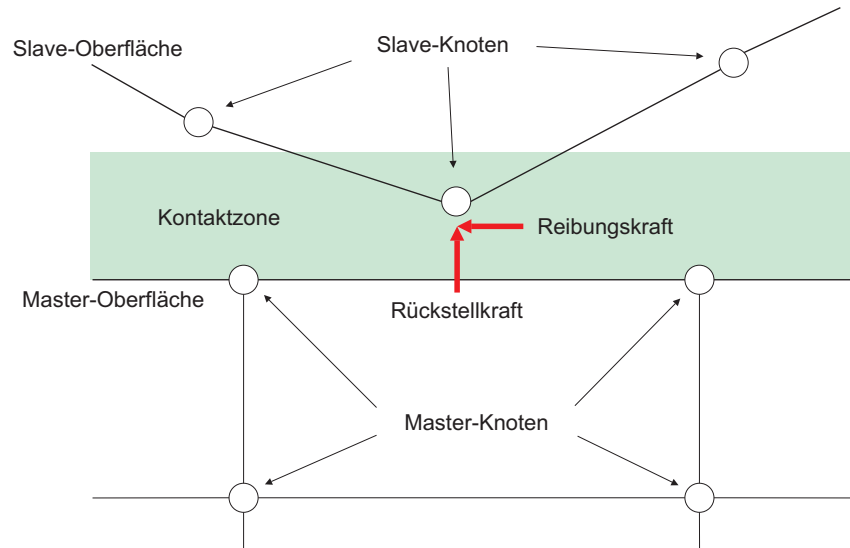 Slave-Oberfläche
Slave-Knoten
Kontaktzone
Reibungskraft
Master-Oberfläche
Rückstellkraft
Master-Knoten